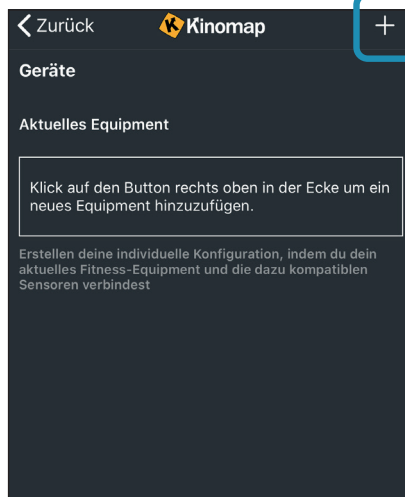 Zurück Kinomap +
Geräte
Aktuelles Equipment
Klick auf den Button rechts oben in der Ecke um ein
neues Equipment hinzuzufügen.
Erstellen deine individuelle Konfiguration, indem du dein
aktuelles Fitness-Equipment und die dazu kompatiblen
Sensoren verbindest